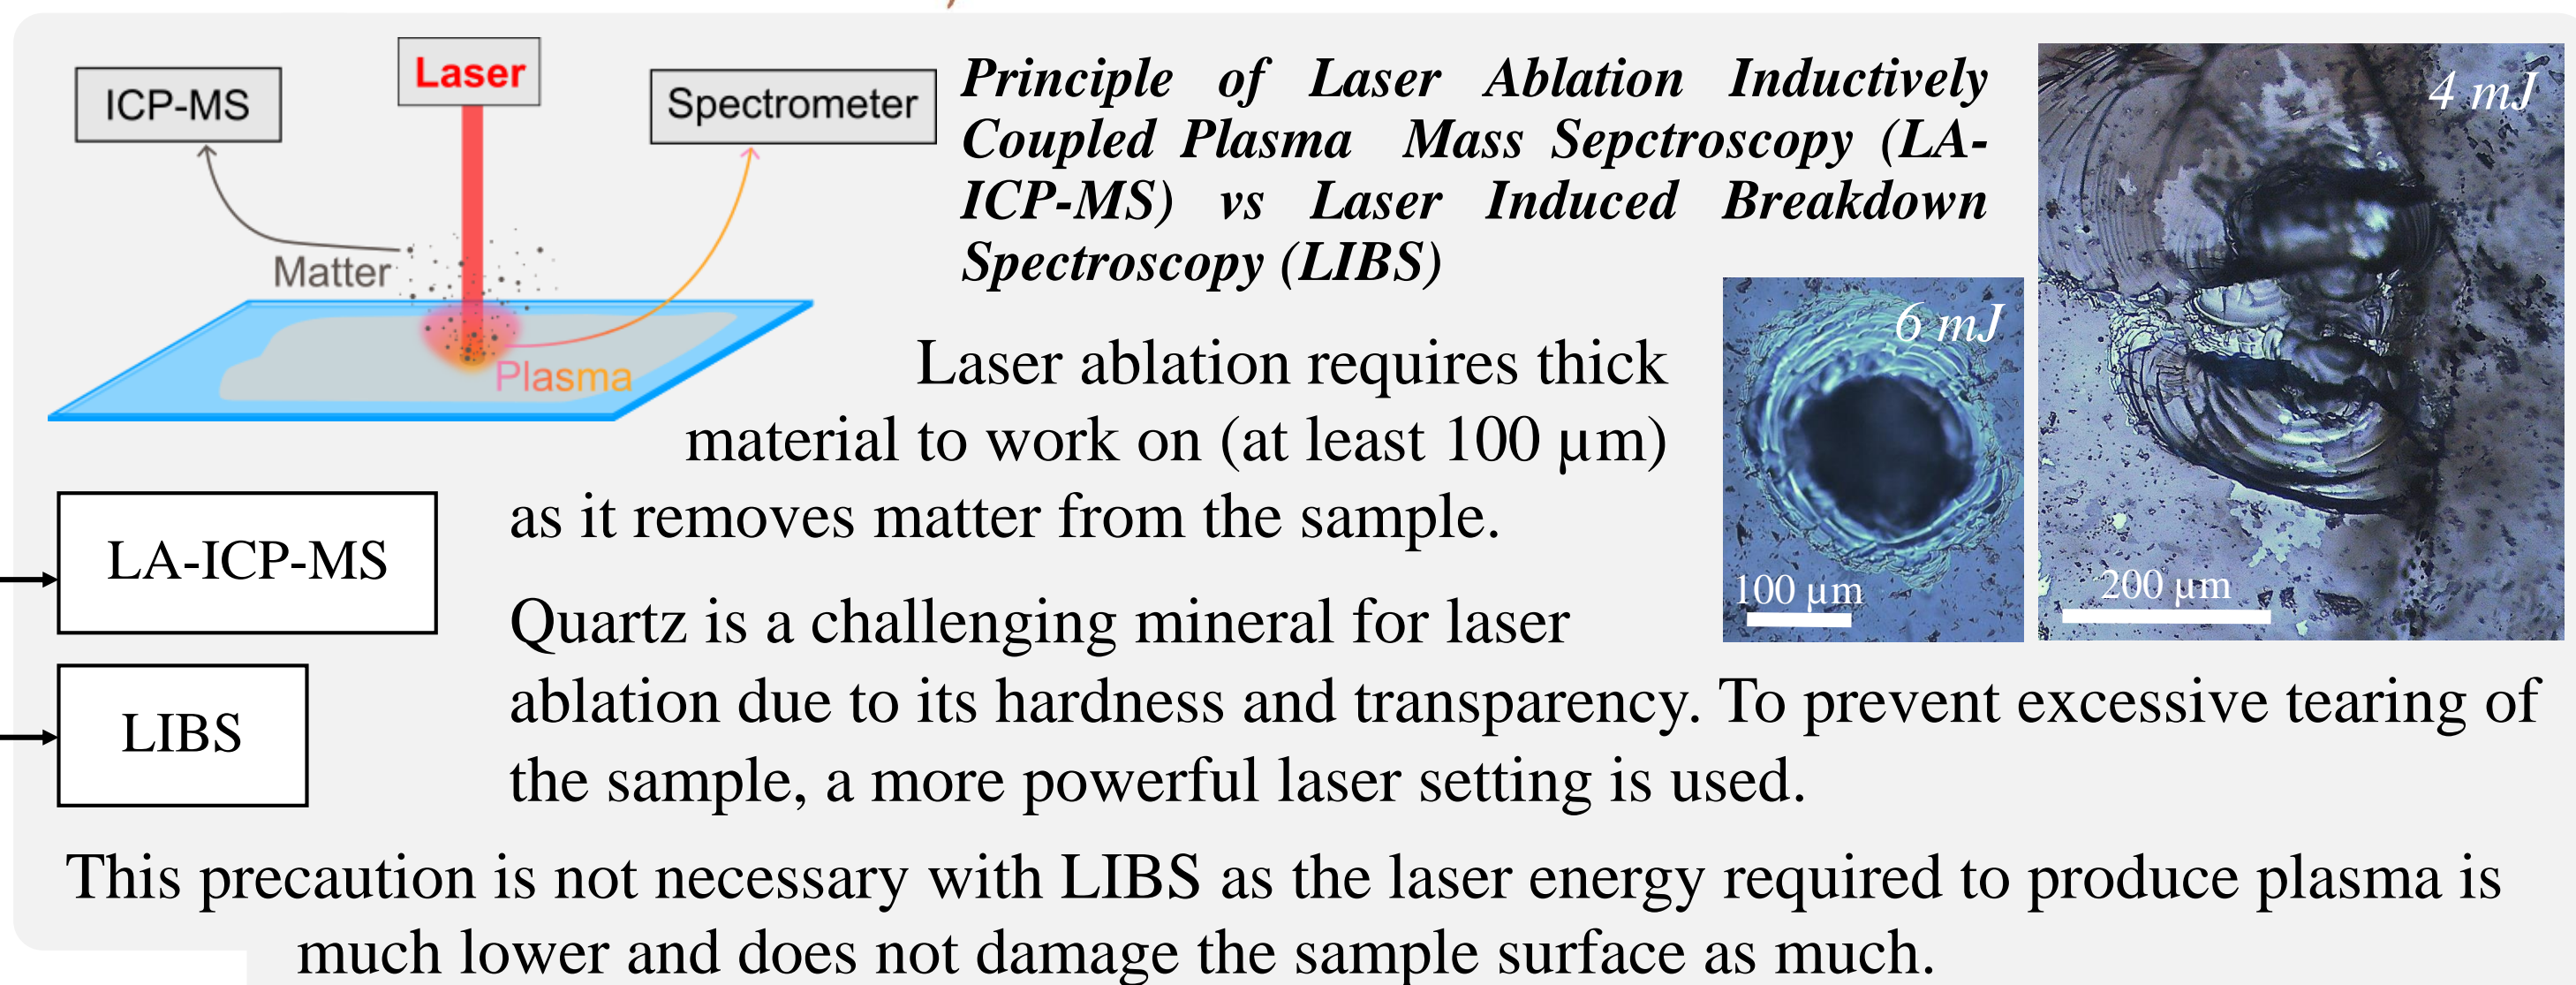 Laser
ICP-MS
Spectrometer
Matter
Plasma
Principle of Laser Ablation Inductively
Coupled Plasma Mass Sepctroscopy (LA-
ICP-MS) vs Laser Induced Breakdown
Spectroscopy (LIBS)
4 mJ
200 µm
6 mJ
100 µm
Laser ablation requires thick
material to work on (at least 100 µm)
as it removes matter from the sample.
LA-ICP-MS
LIBS
Quartz is a challenging mineral for laser
ablation due to its hardness and transparency. To prevent excessive tearing of
the sample, a more powerful laser setting is used.
This precaution is not necessary with LIBS as the laser energy required to produce plasma is
much lower and does not damage the sample surface as much.